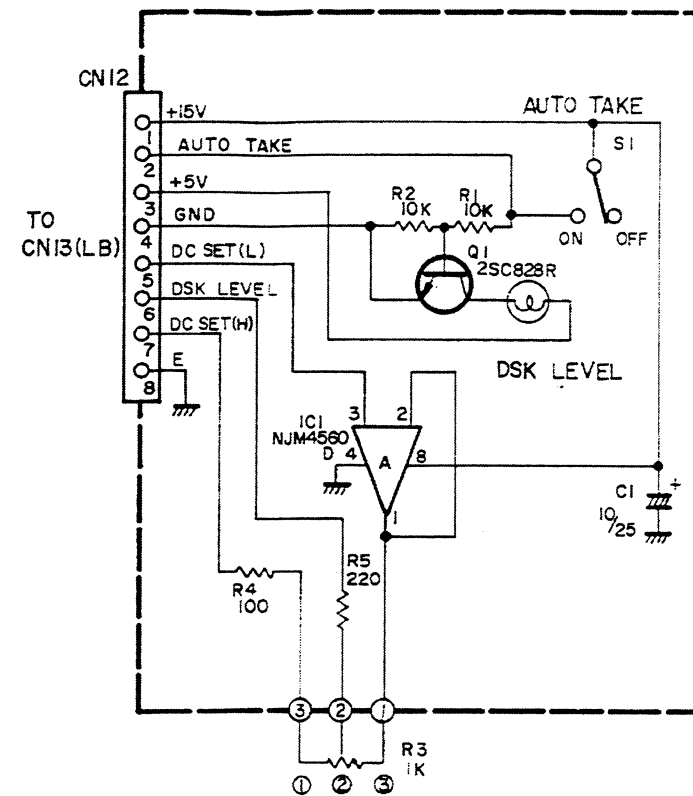 CN12
+15V
AUTO TAKE
S1
1
AUTO TAKE
2
+5V
R2
10K
R1
10K
3
GND
ON
OFF
TO
CN13(LB)
4
DC SET(L)
Q1
2SC828R
5
DSK LEVEL
6
DC SET(H)
7
E
8
DSK LEVEL
3
2
IC1
NJM4560
D
4
A
8
1
C1
+
10/25
R5
220
R4
100
3
2
1
R3
1K
①
②
③